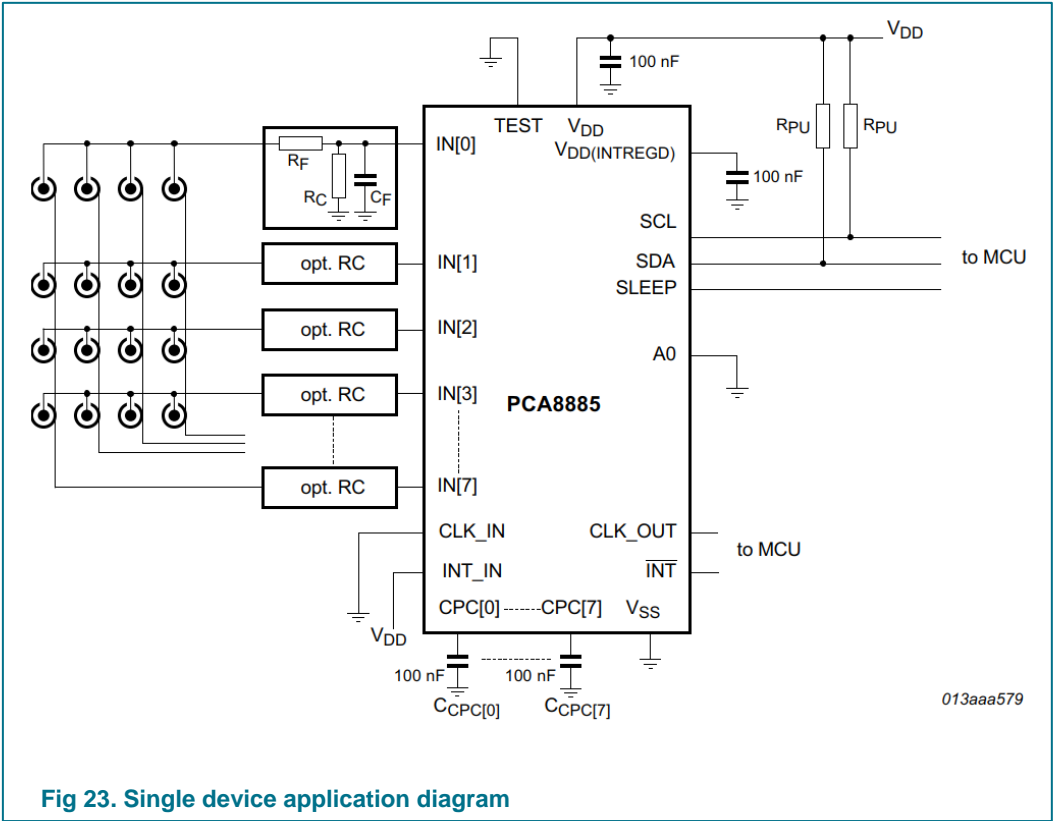 VDD
100 nF
TEST VDD
IN[0] VDD(INTREGD)
RF
RC CF
100 nF
RPU RPU
SCL
opt. RC IN[1] SDA to MCU
SLEEP
opt. RC IN[2]
A0
opt. RC IN[3]
PCA8885
opt. RC IN[7]
CLK_IN CLK_OUT
to MCU
INT_IN INT
CPC[0] CPC[7] VSS
VDD
100 nF 100 nF
CCPC[0] CCPC[7]
013aaa579
Fig 23. Single device application diagram